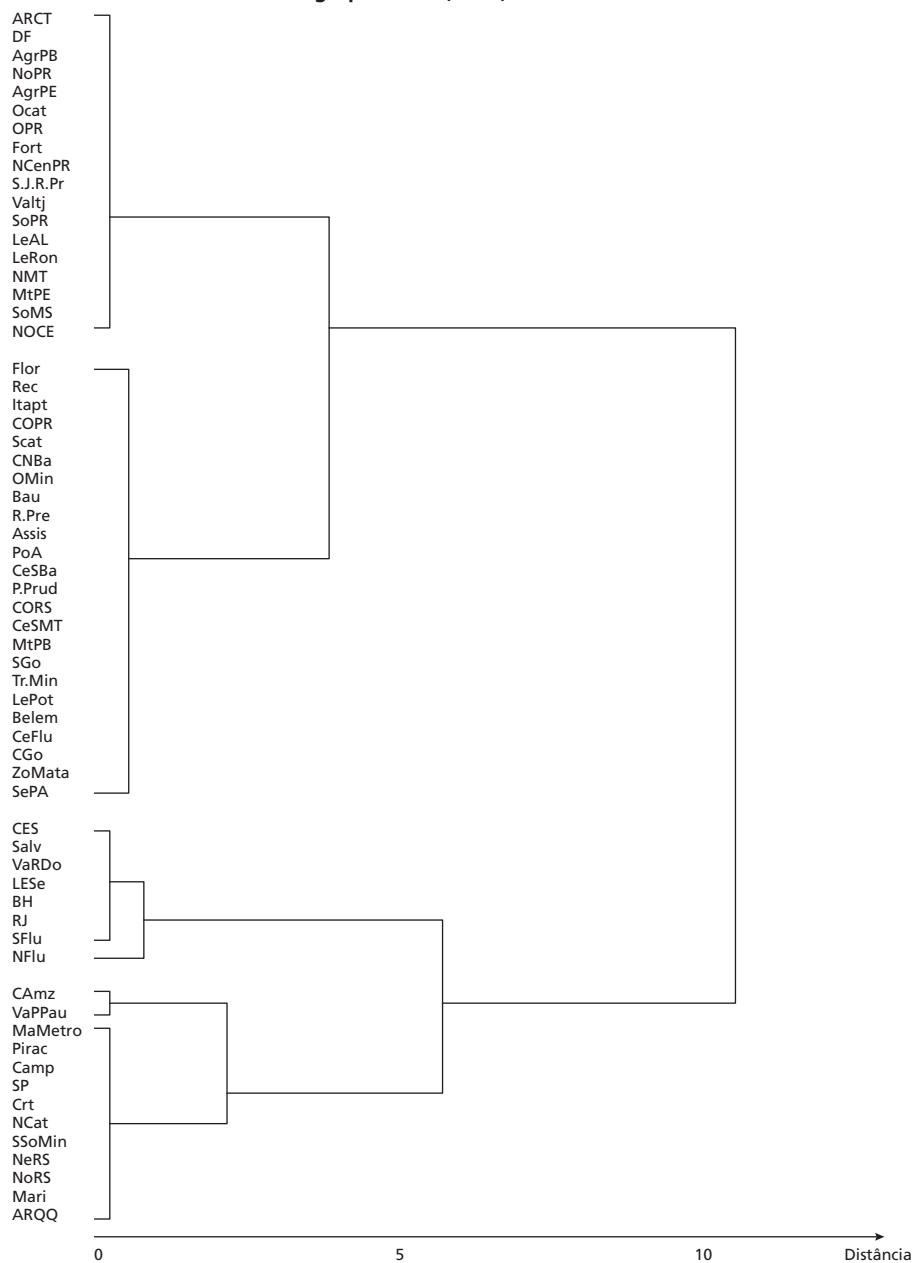 ARCT
DF
AgrPB
NoPR
AgrPE
Ocat
OPR
Fort
NCenPR
S.J.R.Pr
Valtj
SoPR
LeAL
LeRon
NMT
MtPE
SoMS
NOCE
Flor
Rec
Itapt
COPR
Scat
CNBa
OMin
Bau
R.Pre
Assis
PoA
CeSBa
P.Prud
CORS
CeSMT
MtPB
SGo
Tr.Min
LePot
Belem
CeFlu
CGo
ZoMata
SePA
CES
Salv
VaRDo
LESe
BH
RJ
SFlu
NFlu
CAmz
VaPPau
MaMetro
Pirac
Camp
SP
Crt
NCat
SSoMin
NeRS
NoRS
Mari
ARQQ
0 5 10 Distância